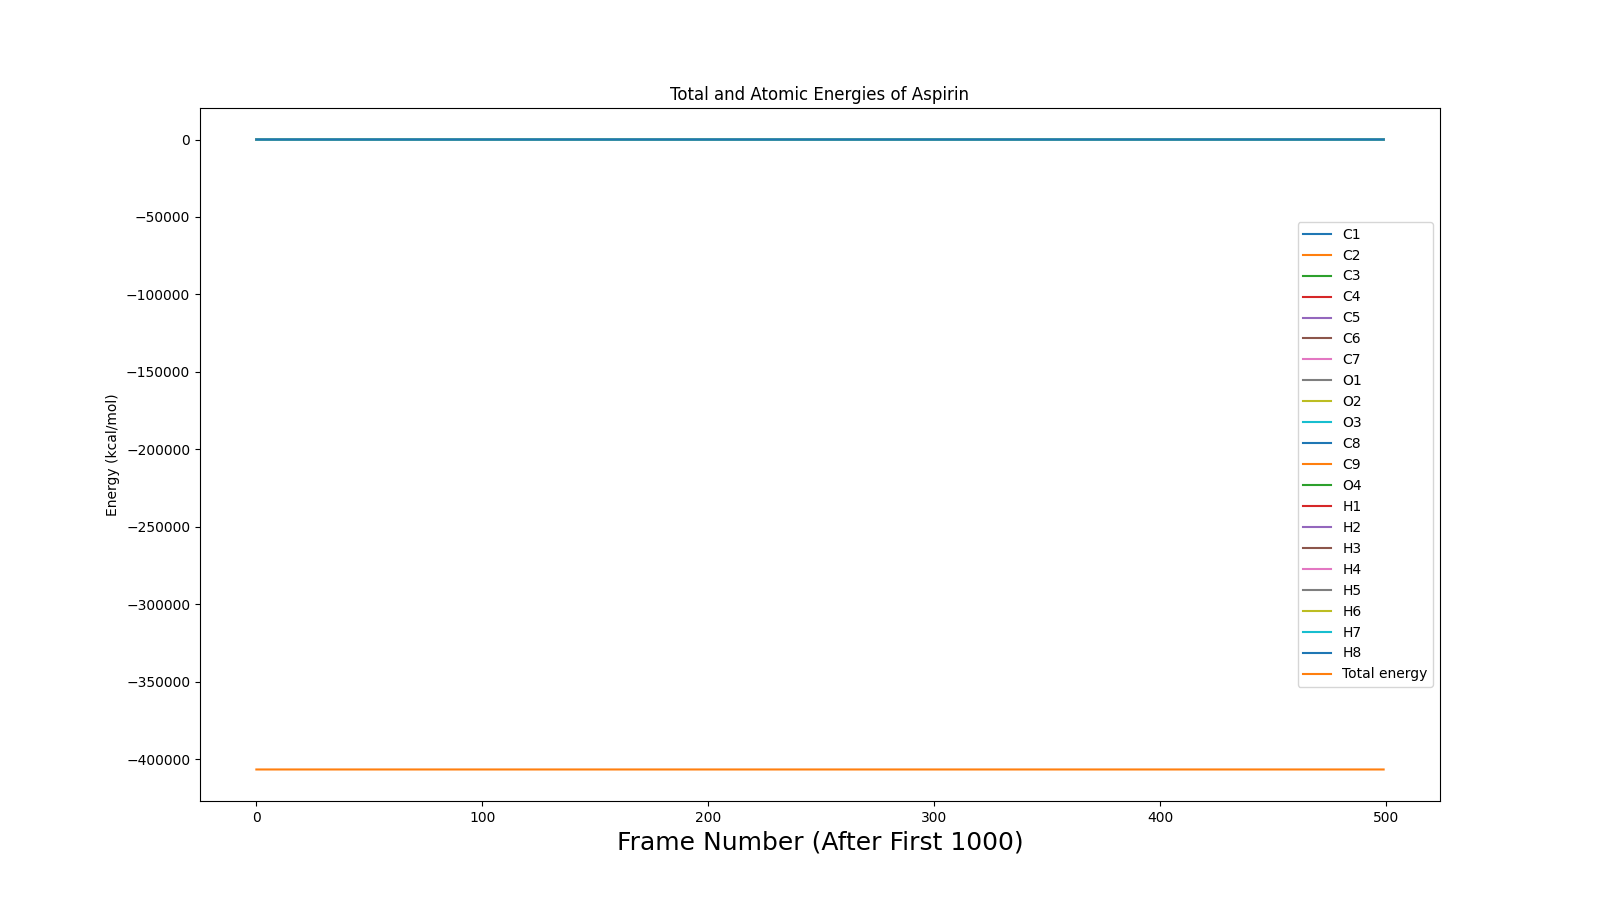 Total and Atomic Energies of Aspirin
0
−50000
−100000
−150000
−200000
−250000
−300000
−350000
−400000
Energy (kcal/mol)
C1
C2
C3
C4
C5
C6
C7
O1
O2
O3
C8
C9
O4
H1
H2
H3
H4
H5
H6
H7
H8
Total energy
0 100 200 300 400 500
Frame Number (After First 1000)